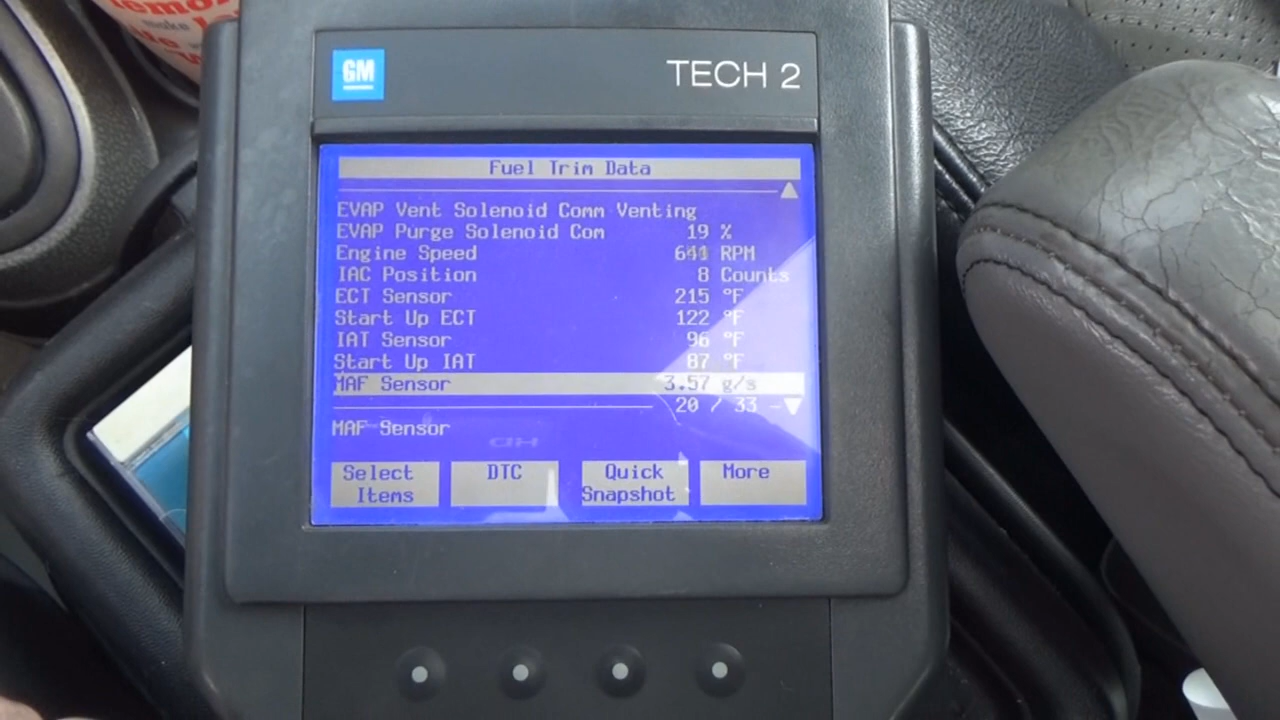 GM
TECH 2
Fuel Trim Data
EVAP Vent Solenoid Comm Venting
EVAP Purge Solenoid Com 19 %
Engine Speed RPM
IAC Position 8 Counts
ECT Sensor 215 °F
Start Up ECT 122 °F
IAT Sensor 96 °F
Start Up IAT 87 °F
MAF Sensor 3.57 g/s
20 / 33
MAF Sensor
Select Items
DTC
Quick Snapshot
More
make